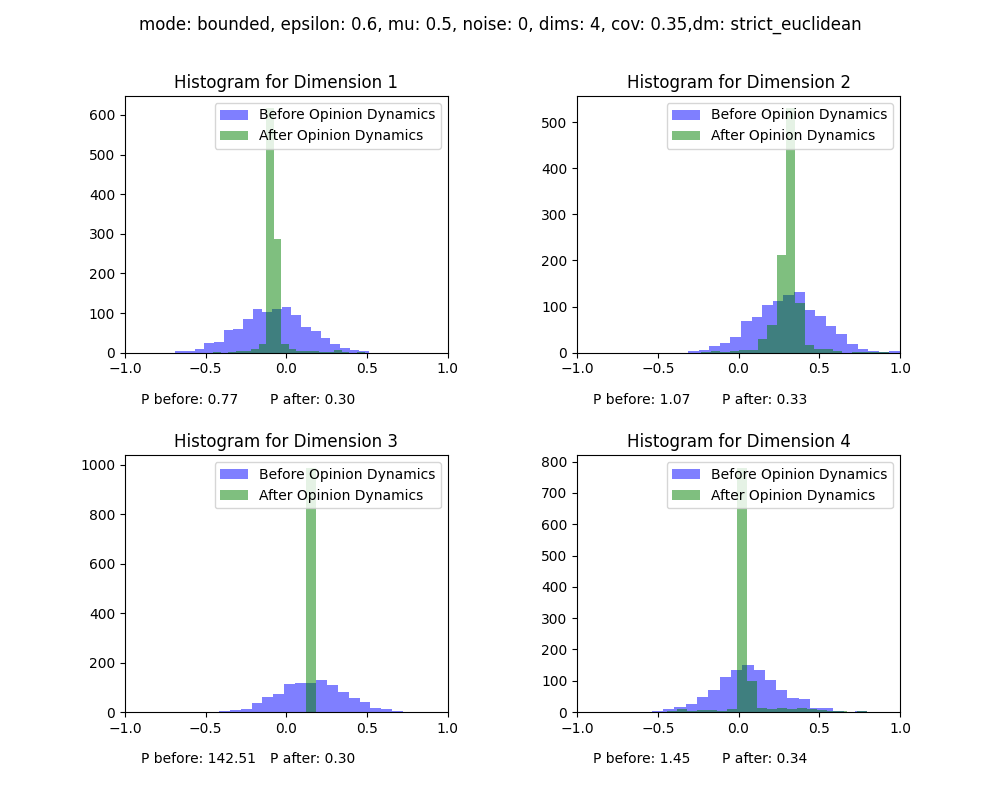 mode: bounded, epsilon: 0.6, mu: 0.5, noise: 0, dims: 4, cov: 0.35,dm: strict_euclidean
Histogram for Dimension 1
Before Opinion Dynamics
After Opinion Dynamics
600
500
400
300
200
100
0
−1.0 −0.5 0.0 0.5 1.0
P before: 0.77 P after: 0.30
Histogram for Dimension 2
Before Opinion Dynamics
After Opinion Dynamics
500
400
300
200
100
0
−1.0 −0.5 0.0 0.5 1.0
P before: 1.07 P after: 0.33
Histogram for Dimension 3
Before Opinion Dynamics
After Opinion Dynamics
1000
800
600
400
200
0
−1.0 −0.5 0.0 0.5 1.0
P before: 142.51 P after: 0.30
Histogram for Dimension 4
Before Opinion Dynamics
After Opinion Dynamics
800
700
600
500
400
300
200
100
0
−1.0 −0.5 0.0 0.5 1.0
P before: 1.45 P after: 0.34